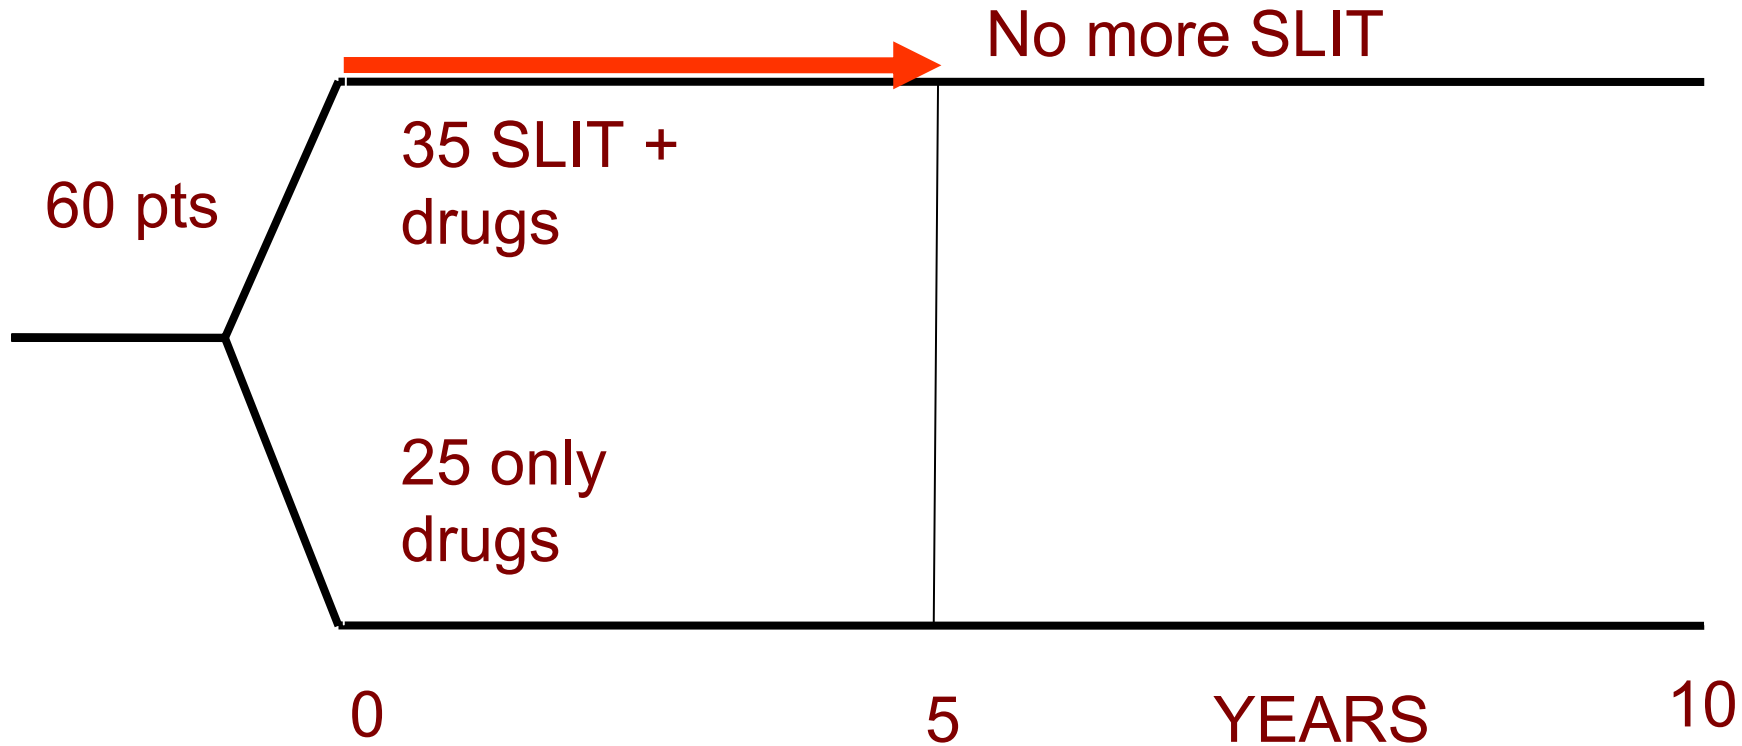 No more SLIT
35 SLIT +
drugs
60 pts
25 only
drugs
0
5
YEARS
10